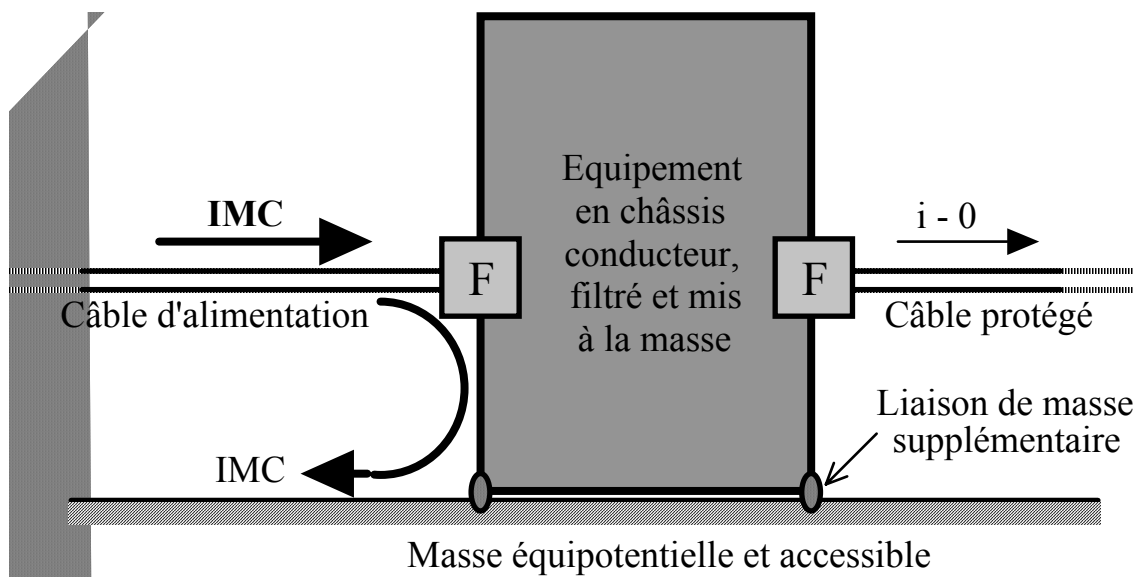 Equipement
en châssis
conducteur,
filtré et mis
à la masse
IMC
F
F
i - 0
Câble d'alimentation
Câble protégé
IMC
Liaison de masse
supplémentaire
Masse équipotentielle et accessible